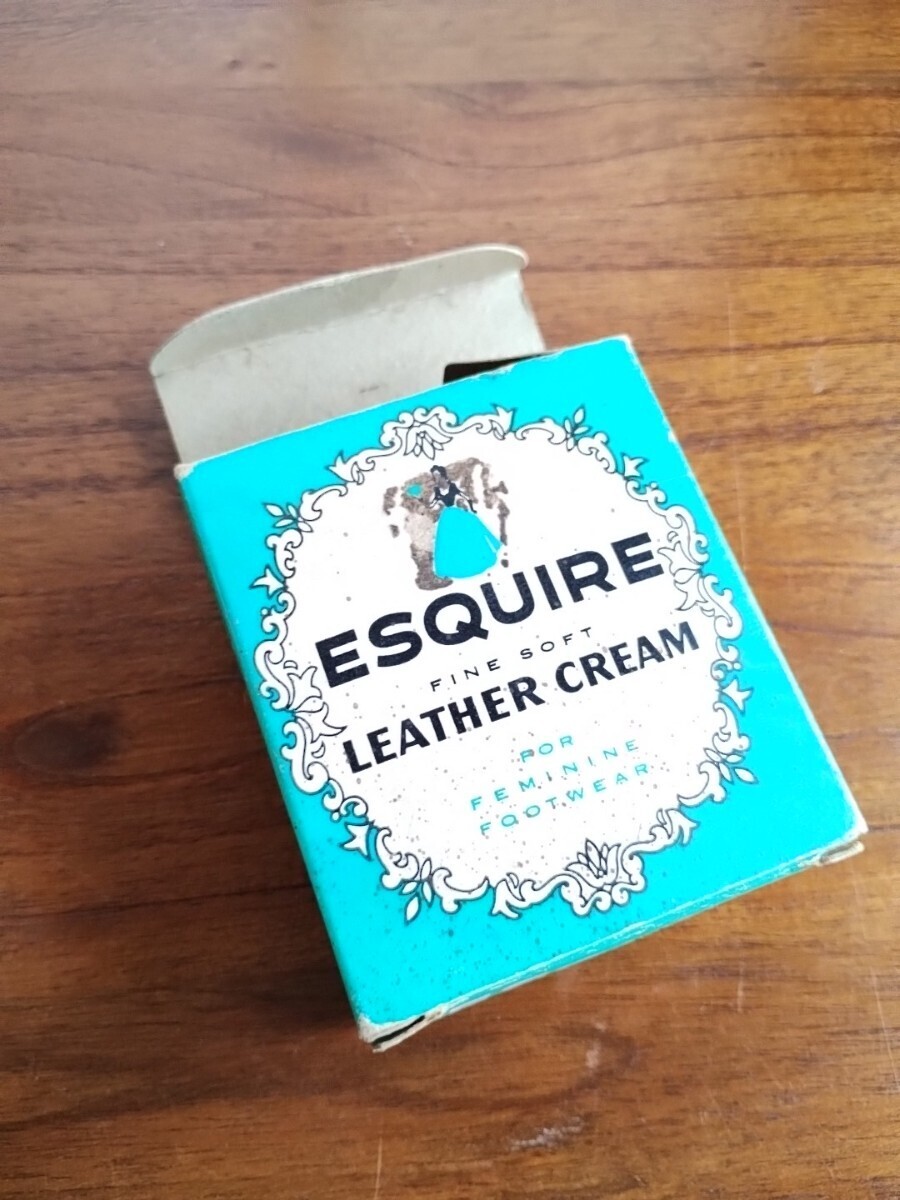 ESQUIRE
FINE SOFT
LEATHER CREAM
FOR
FEMININE
FOOTWEAR